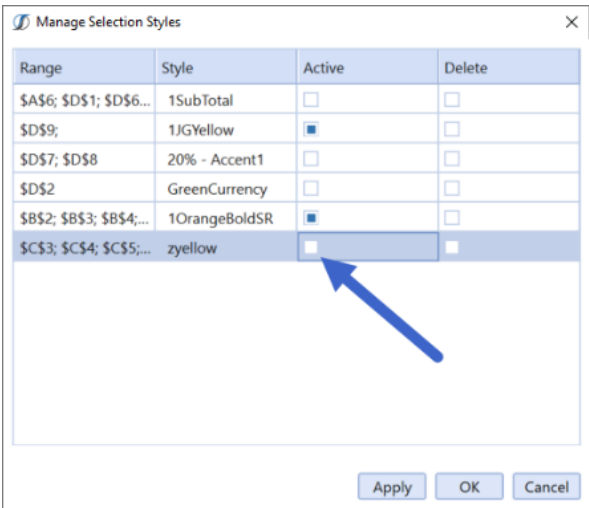 Manage Selection Styles
Range Style Active Delete
$A$6; $D$1; $D$6... 1SubTotal
$D$9; 1JGYellow
$D$7; $D$8 20% - Accent1
$D$2 GreenCurrency
$B$2; $B$3; $B$4;... 1OrangeBoldSR
$C$3; $C$4; $C$5;... zyellow
Apply OK Cancel